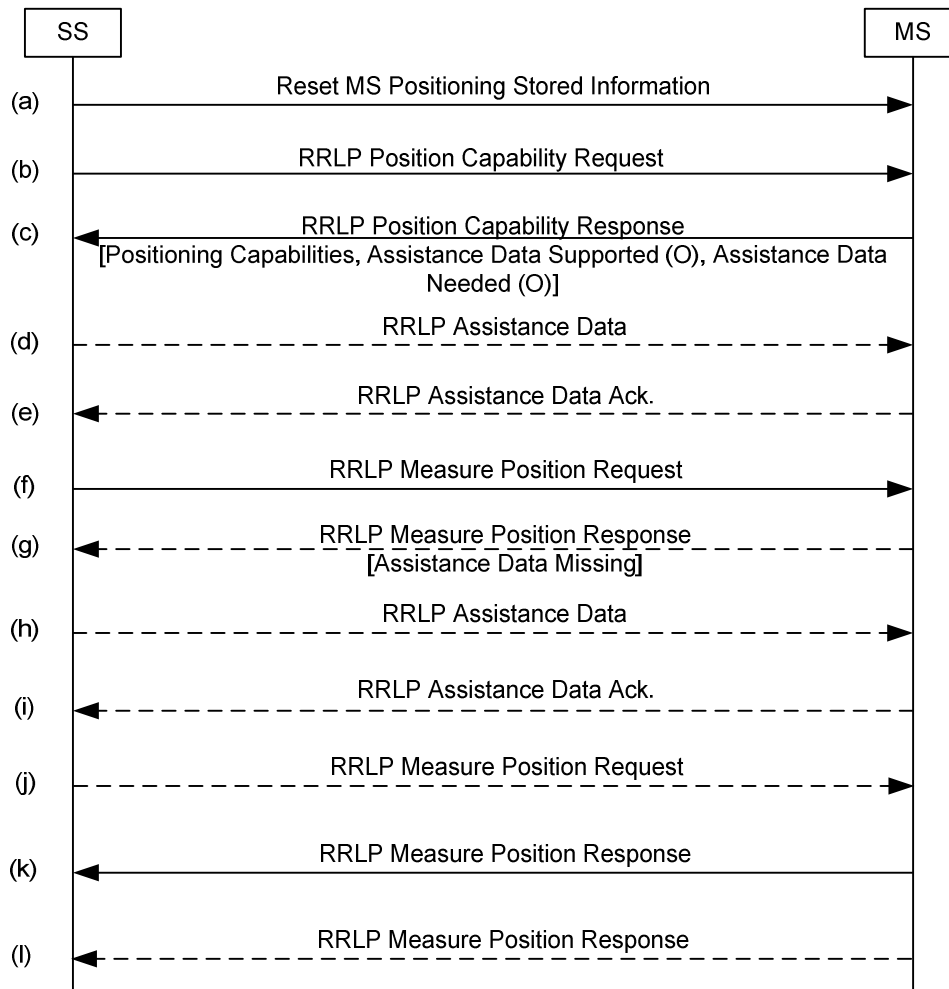 SS
MS
(a)
Reset MS Positioning Stored Information
(b)
RRLP Position Capability Request
(c)
RRLP Position Capability Response
[Positioning Capabilities, Assistance Data Supported (O), Assistance Data
Needed (O)]
(d)
RRLP Assistance Data
(e)
RRLP Assistance Data Ack.
(f)
RRLP Measure Position Request
(g)
RRLP Measure Position Response
[Assistance Data Missing]
(h)
RRLP Assistance Data
(i)
RRLP Assistance Data Ack.
(j)
RRLP Measure Position Request
(k)
RRLP Measure Position Response
(l)
RRLP Measure Position Response